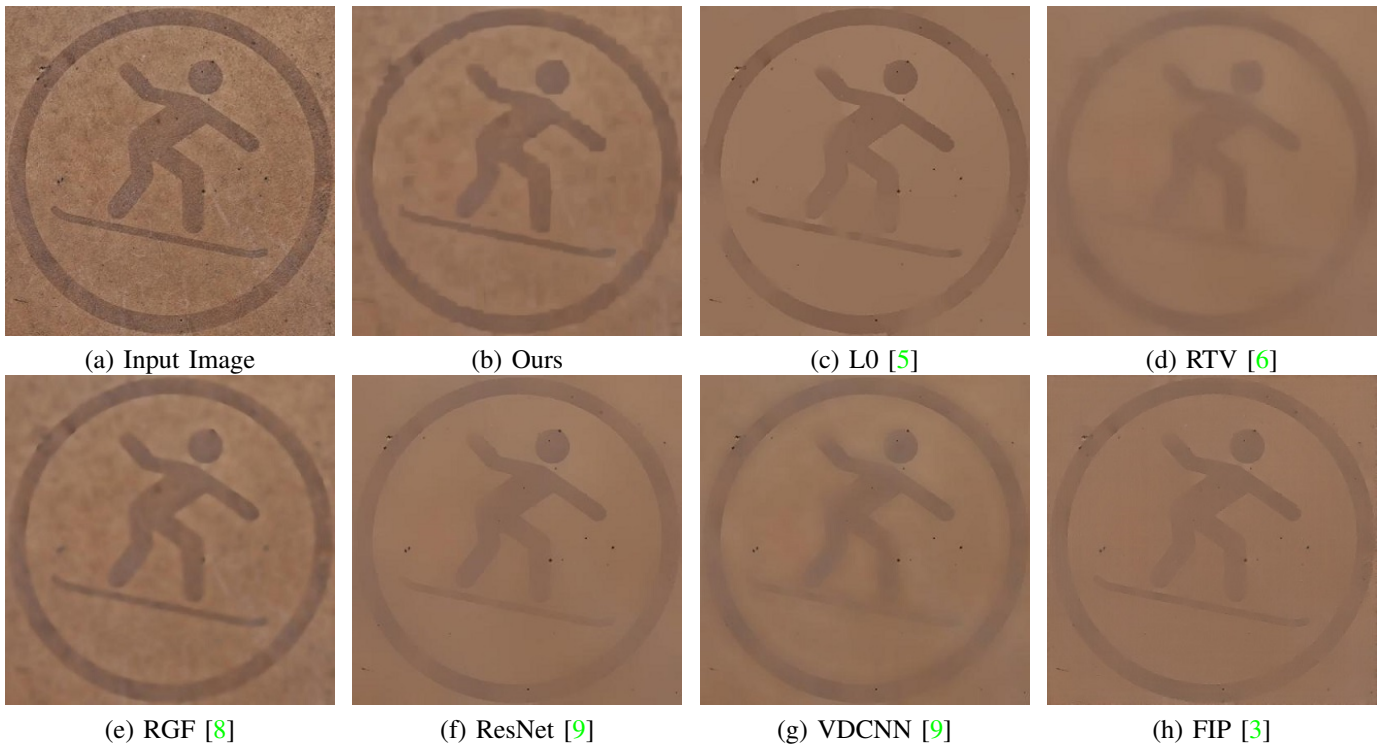 (a) Input Image
(b) Ours
(c) L0 [5]
(d) RTV [6]
(e) RGF [8]
(f) ResNet [9]
(g) VDCNN [9]
(h) FIP [3]